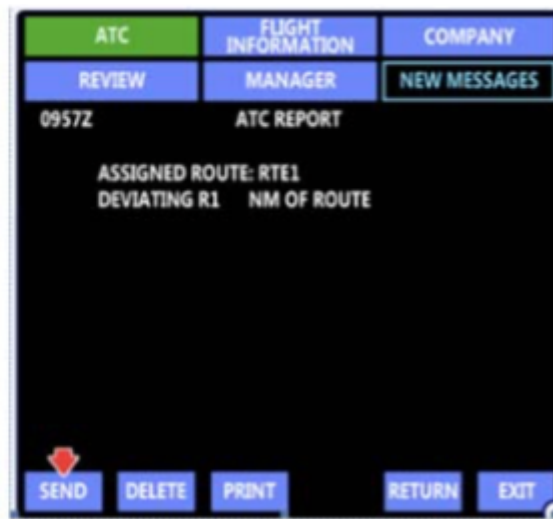 ATC
FLIGHT
INFORMATION
COMPANY
REVIEW
MANAGER
NEW MESSAGES
0957Z ATC REPORT
ASSIGNED ROUTE: RTE1
DEVIATING R1 NM OF ROUTE
SEND DELETE PRINT RETURN EXIT